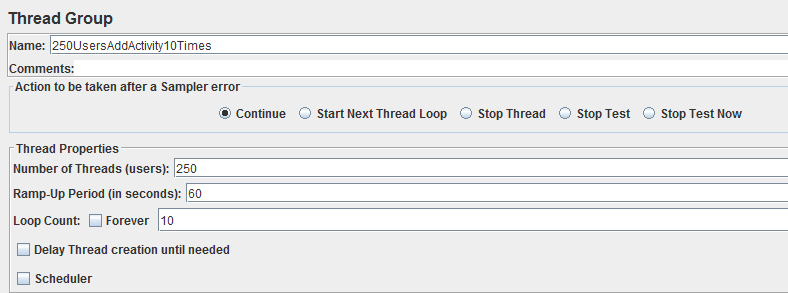 Thread Group
Name: 250UsersAddActivity10Times
Comments:
Action to be taken after a Sampler error
Continue Start Next Thread Loop Stop Thread Stop Test Stop Test Now
Thread Properties
Number of Threads (users): 250
Ramp-Up Period (in seconds): 60
Loop Count: Forever 10
Delay Thread creation until needed
Scheduler